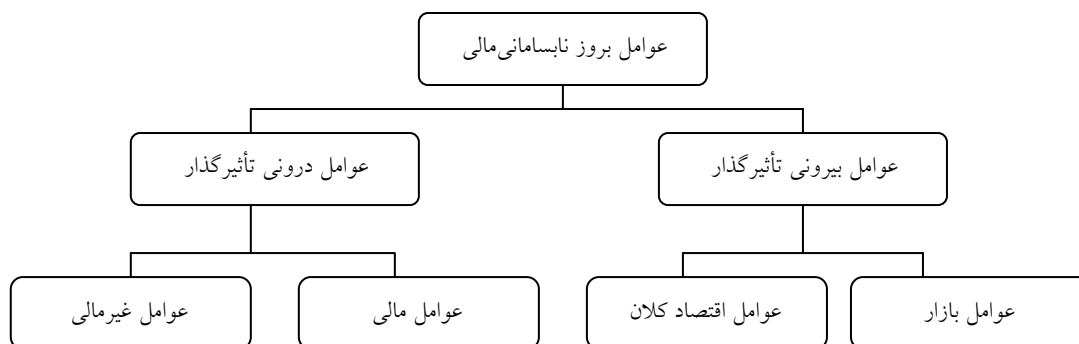 عوامل بروز نابسامانی‌مالی
عوامل بیرونی تأثیرگذار
عوامل درونی تأثیرگذار
عوامل بازار
عوامل اقتصاد کلان
عوامل مالی
عوامل غیرمالی